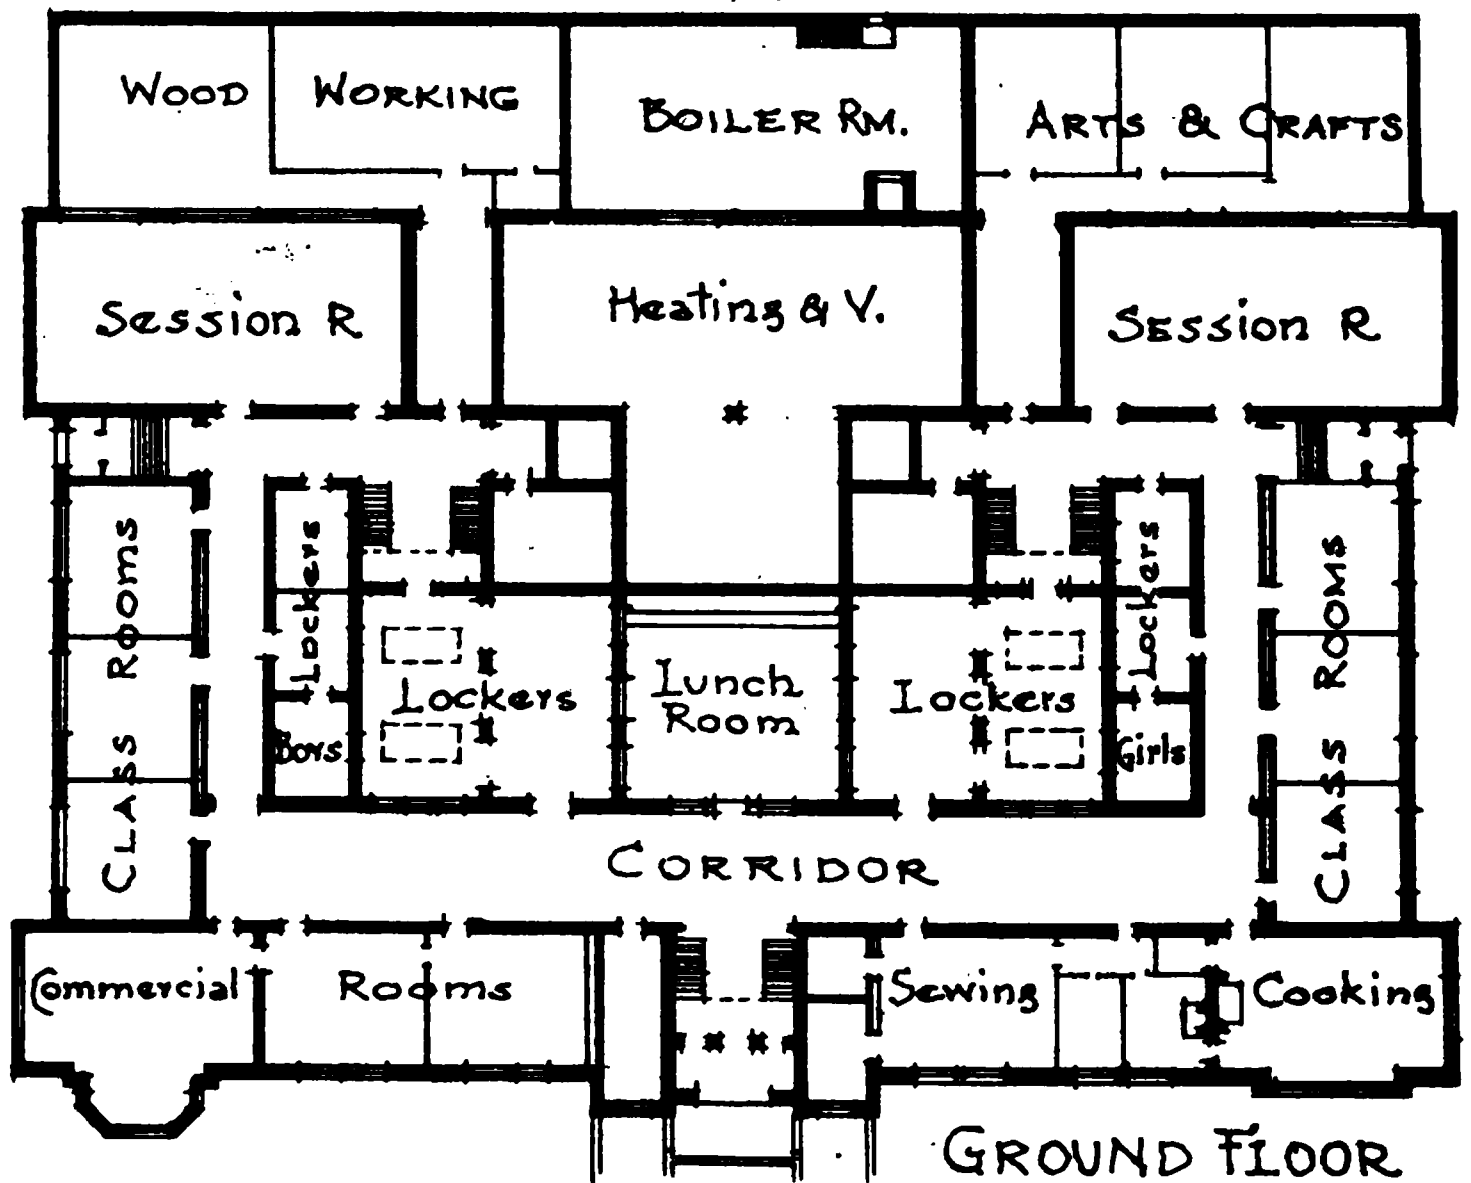 WOOD WORKING
BOILER RM.
ARTS & CRAFTS
Session R
Heating & V.
SESSION R
CLASS ROOMS
Lockers
Boys
Lockers
Lunch
Room
Lockers
Lockers
Girls
CLASS ROOMS
CORRIDOR
Commercial Rooms
Sewing
Cooking
GROUND FLOOR